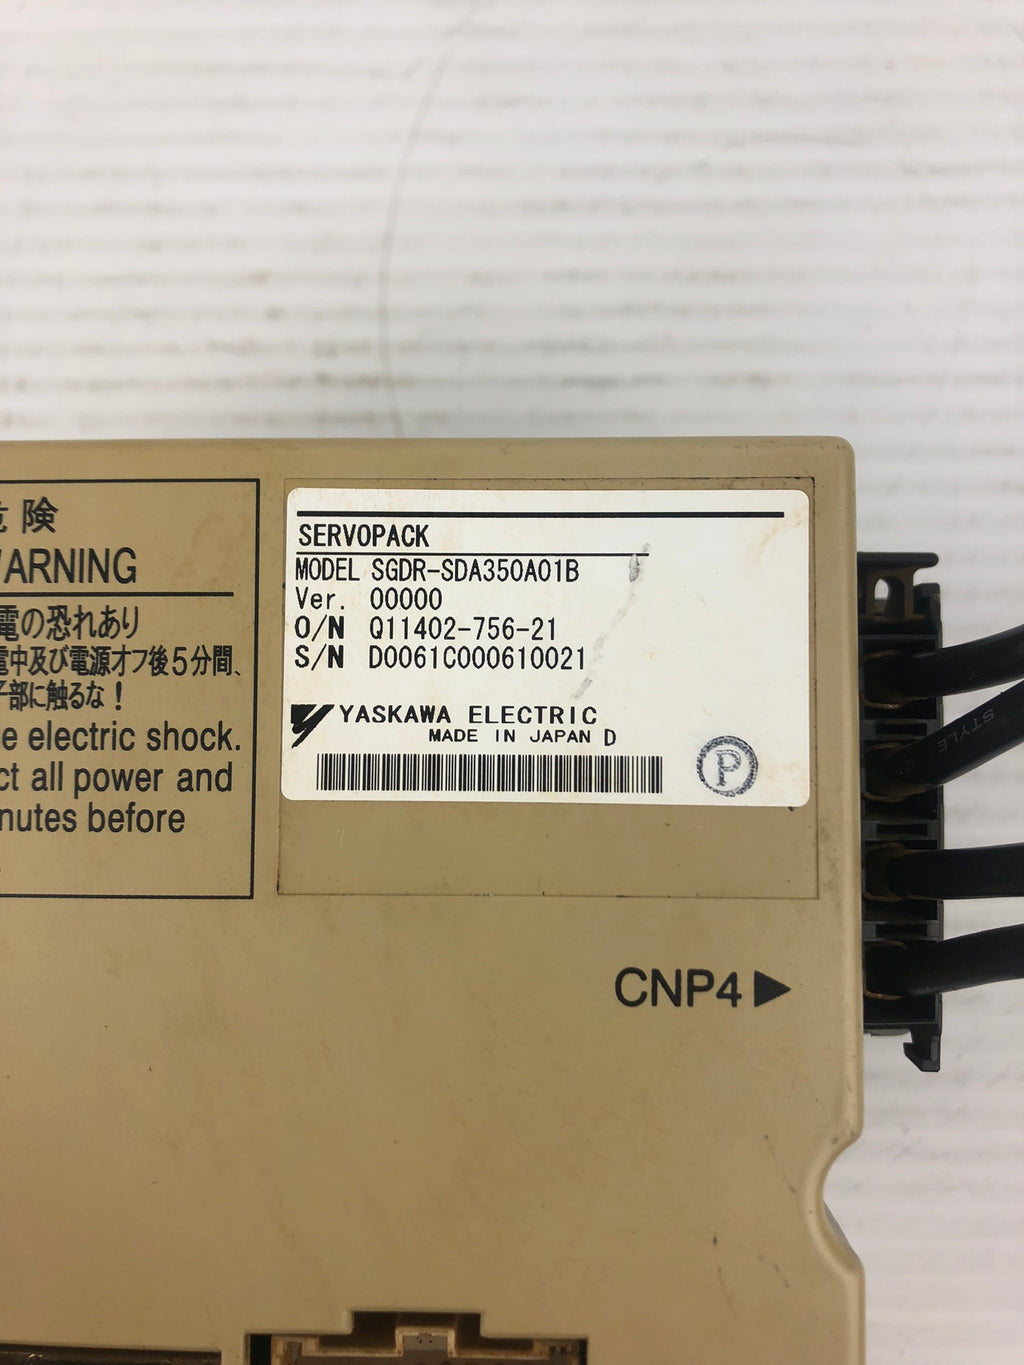 険
WARNING
電の恐れあり
電中及び電源オフ後5分間、
子部に触るな!
e electric shock.
ct all power and
nutes before
SERVOPACK
MODEL SGDR-SDA350A01B
Ver. 00000
O/N Q11402-756-21
S/N D0061C000610021
YASKAWA ELECTRIC
MADE IN JAPAN D
P
CNP4
STYLE